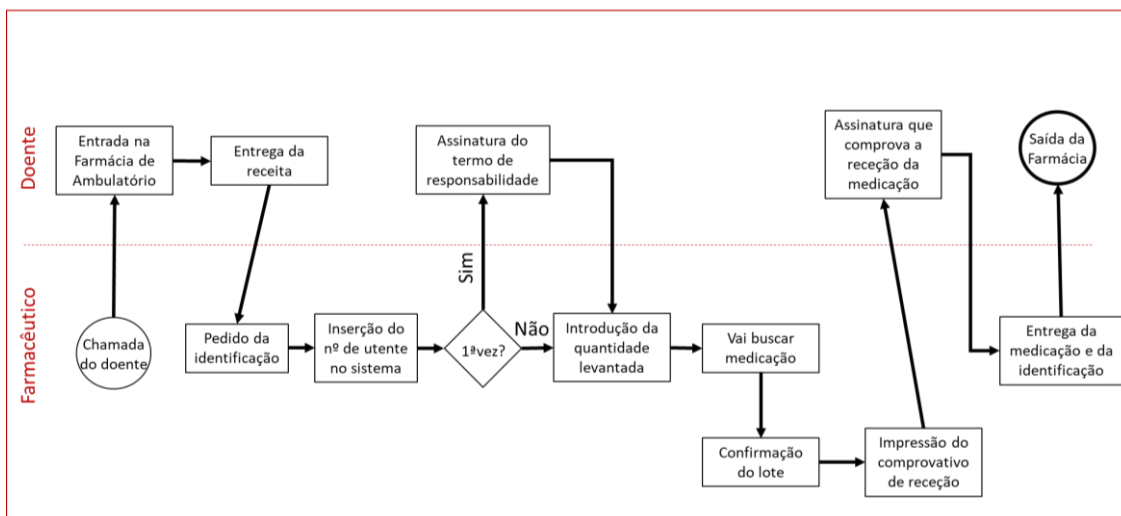 Doente
Entrada na
Farmácia de
Ambulatório
Entrega da
receita
Assinatura do
termo de
responsabilidade
Assinatura que
comprova a
receção da
medicação
Saída da
Farmácia
Sim
Farmacêutico
Chamada
do doente
Pedido da
identificação
Inserção do
nº de utente
no sistema
1ªvez?
Não
Introdução da
quantidade
levantada
Vai buscar
medicação
Confirmação
do lote
Impressão do
comprovativo
de receção
Entrega da
medicação e da
identificação